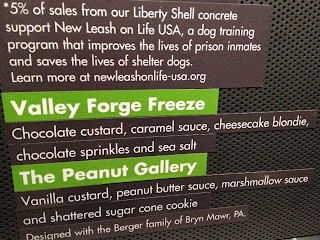 *5% of sales from our Liberty Shell concrete
support New Leash on Life USA, a dog training
program that improves the lives of prison inmates
and saves the lives of shelter dogs.
Learn more at newleashonlife-usa.org
Valley Forge Freeze
Chocolate custard, caramel sauce, cheesecake blondie,
chocolate sprinkles and sea salt
The Peanut Gallery
Vanilla custard, peanut butter sauce, marshmallow sauce
and shattered sugar cone cookie
Designed with the Berger family of Bryn Mawr, PA.